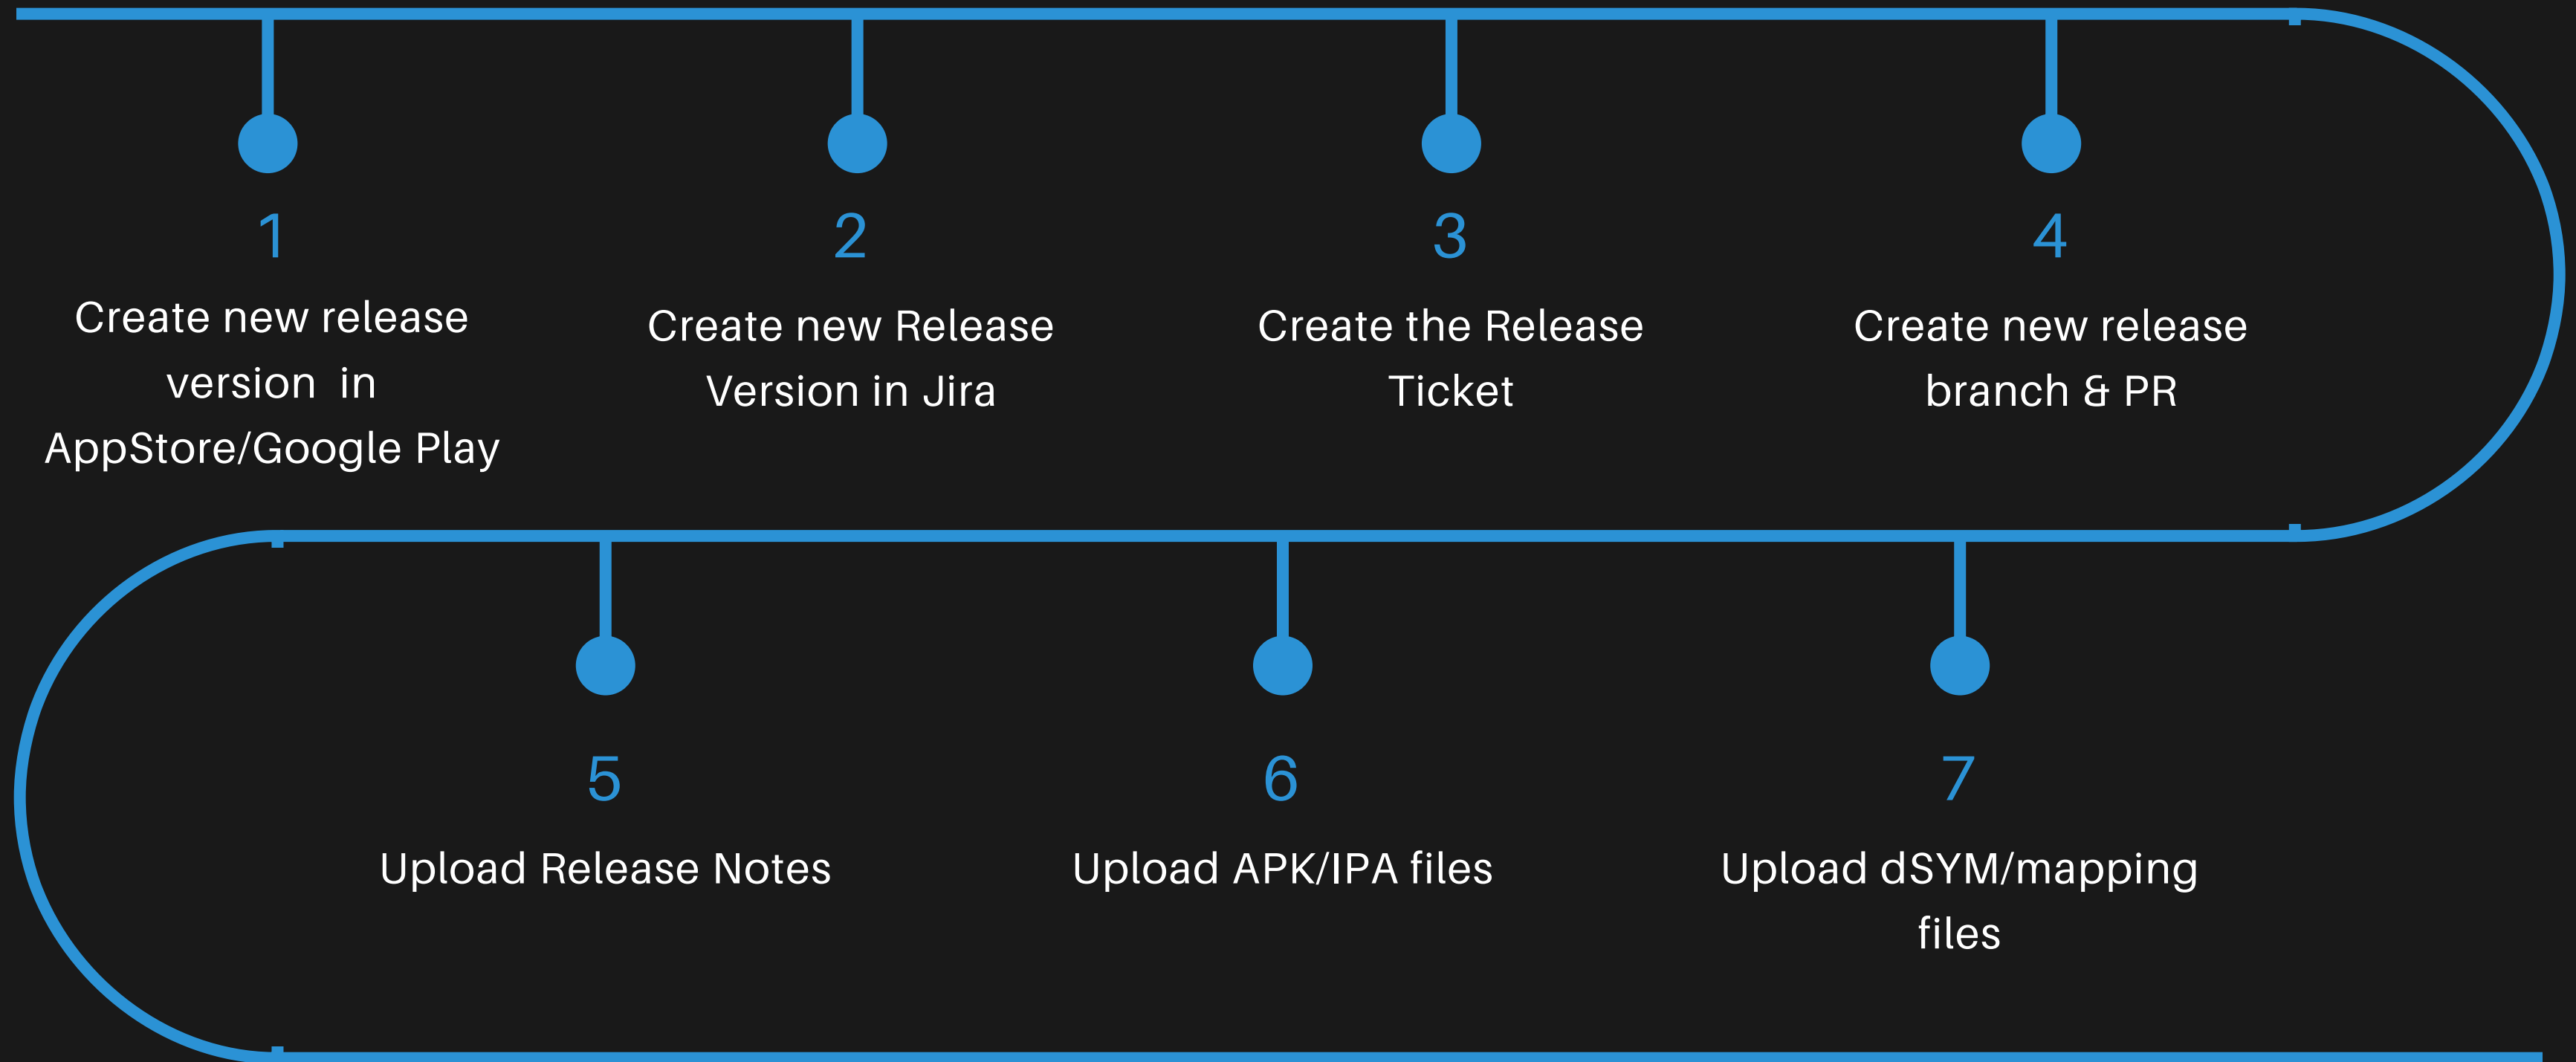 1
Create new release
version in
AppStore/Google Play
2
Create new Release
Version in Jira
3
Create the Release
Ticket
4
Create new release
branch & PR
5
Upload Release Notes
6
Upload APK/IPA files
7
Upload dSYM/mapping
files